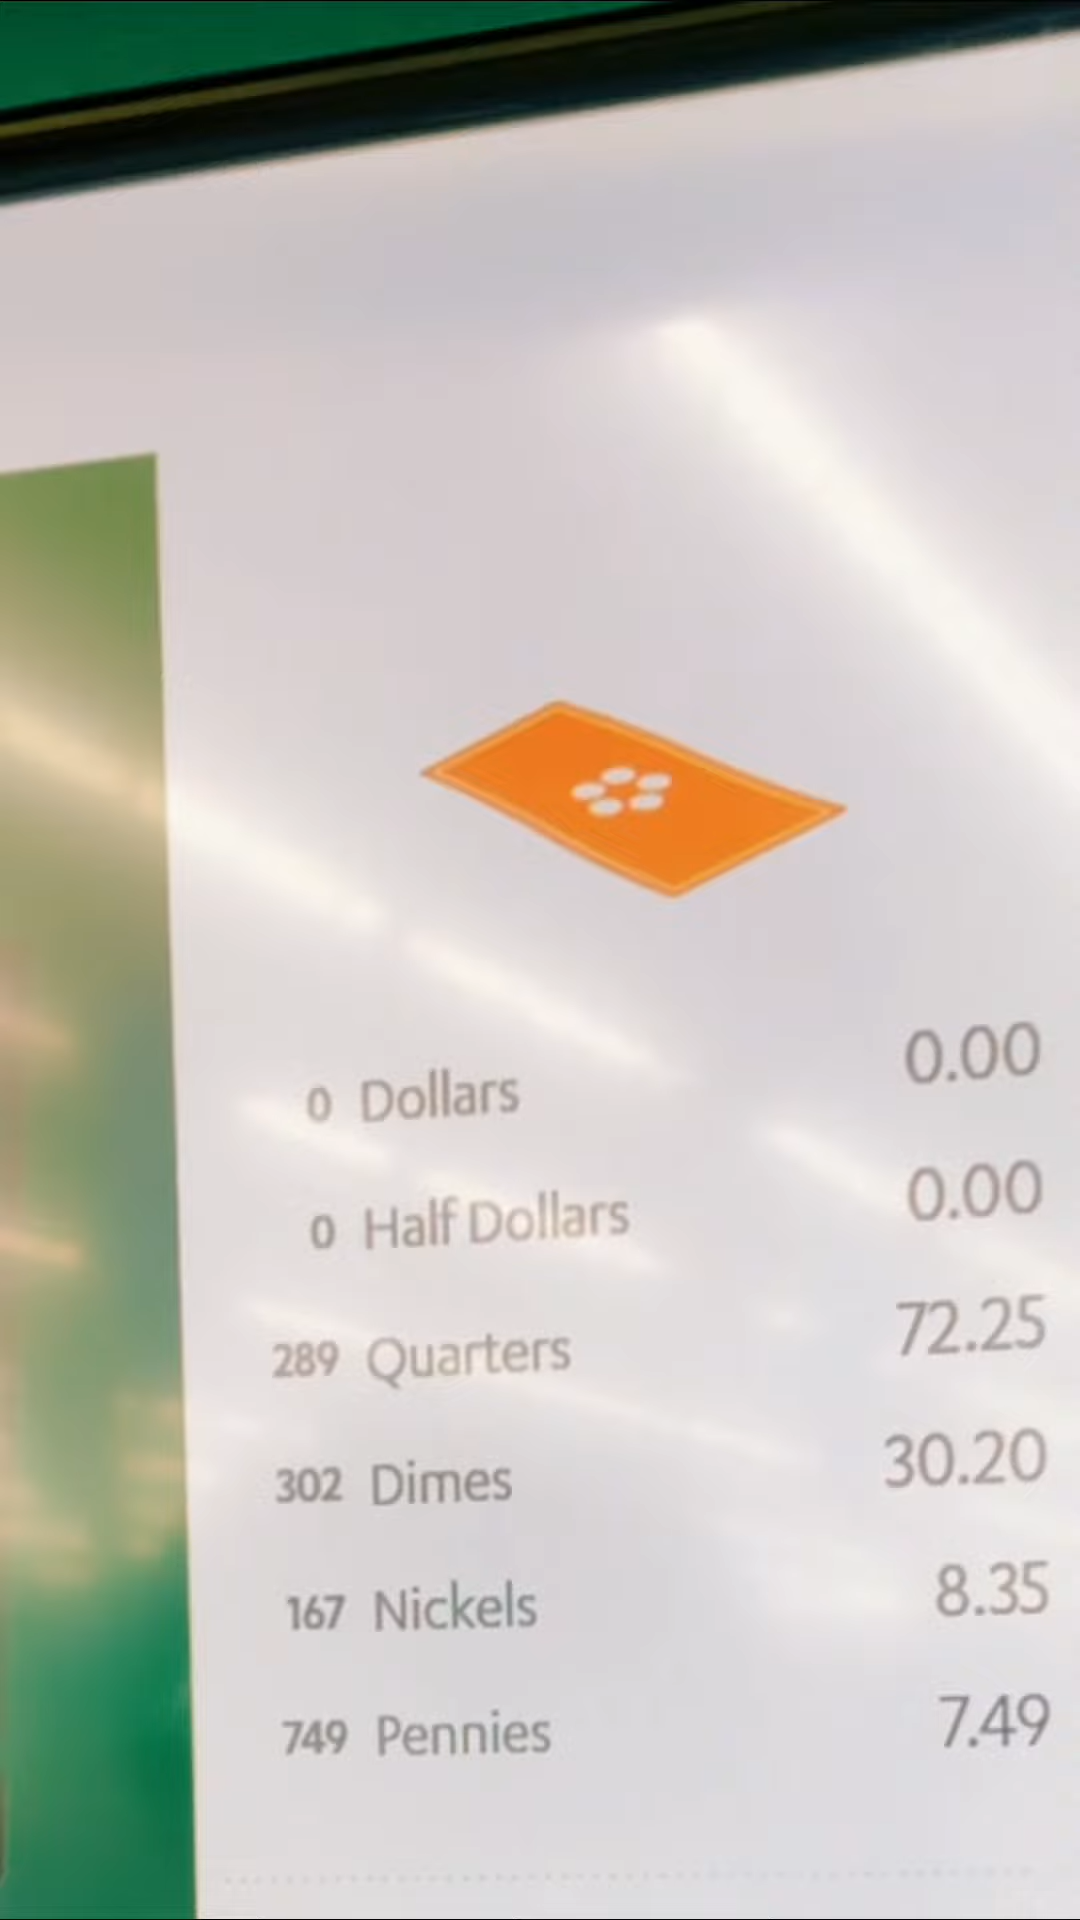 0 Dollars 0.00
0 Half Dollars 0.00
289 Quarters 72.25
302 Dimes 30.20
167 Nickels 8.35
749 Pennies 7.49